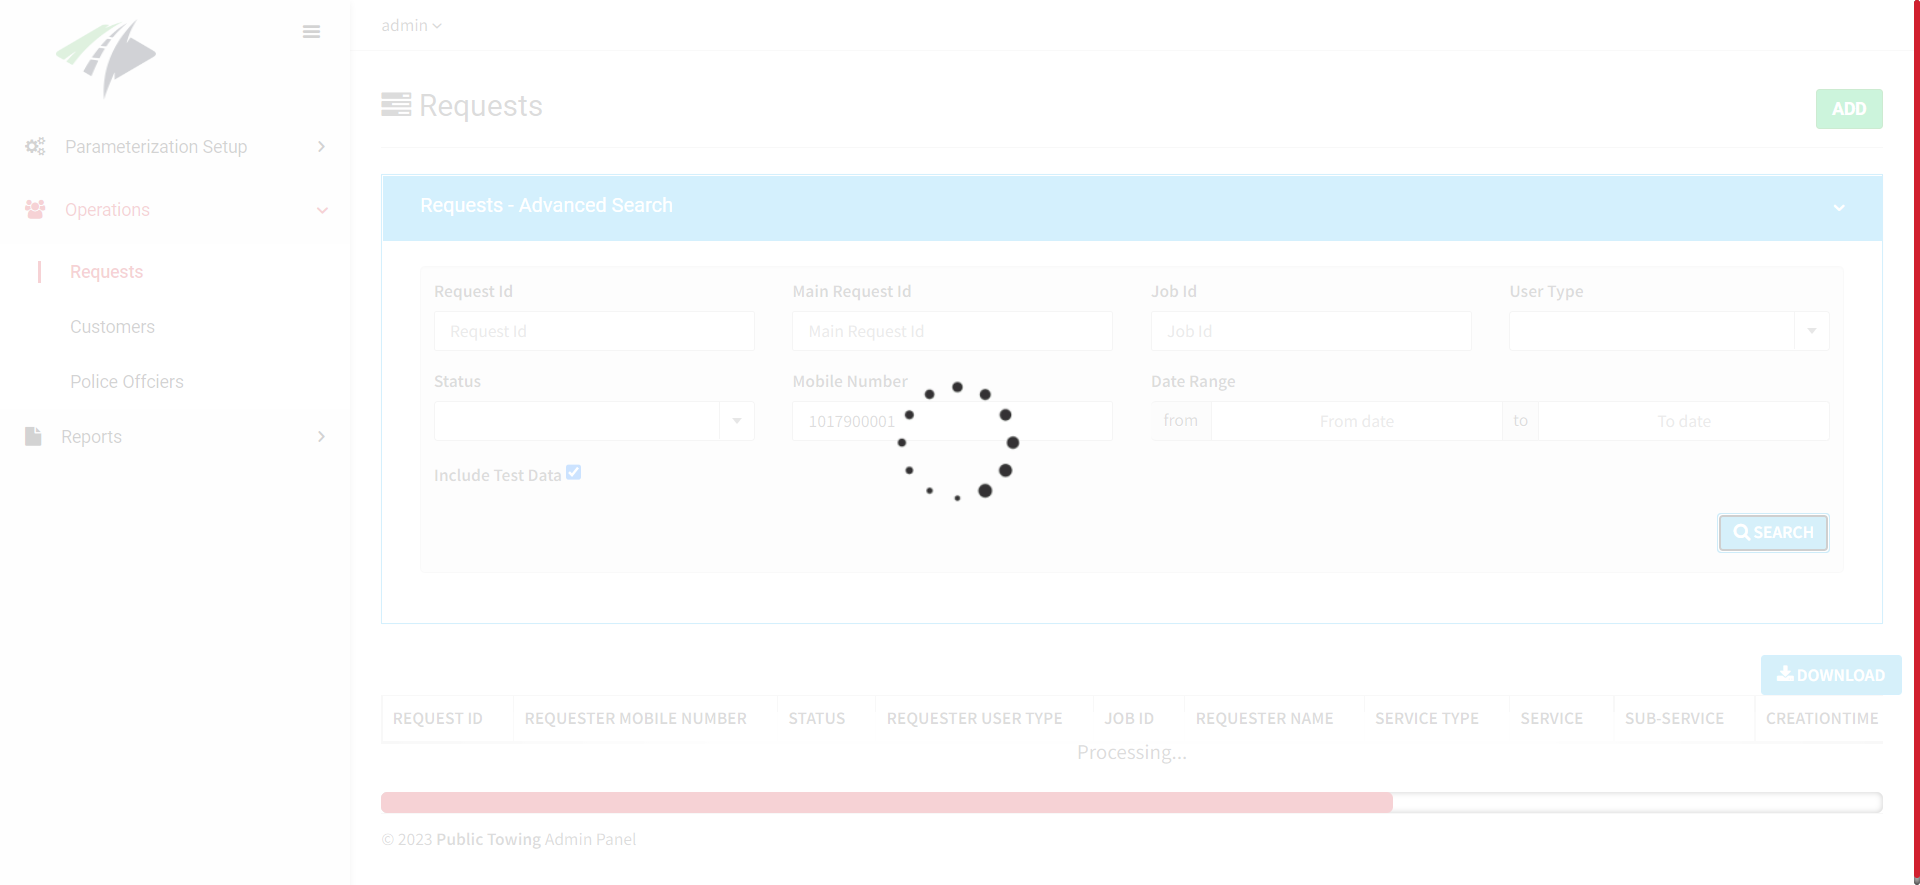 admin
Requests
ADD
Parameterization Setup
Operations
Requests
Customers
Police Offciers
Reports
Requests - Advanced Search
Request Id
Main Request Id
Job Id
User Type
Request Id
Main Request Id
Job Id
Status
Mobile Number
Date Range
1017900001
from
From date
to
To date
Include Test Data
SEARCH
DOWNLOAD
REQUEST ID
REQUESTER MOBILE NUMBER
STATUS
REQUESTER USER TYPE
JOB ID
REQUESTER NAME
SERVICE TYPE
SERVICE
SUB-SERVICE
CREATIONTIME
Processing...
© 2023 Public Towing Admin Panel